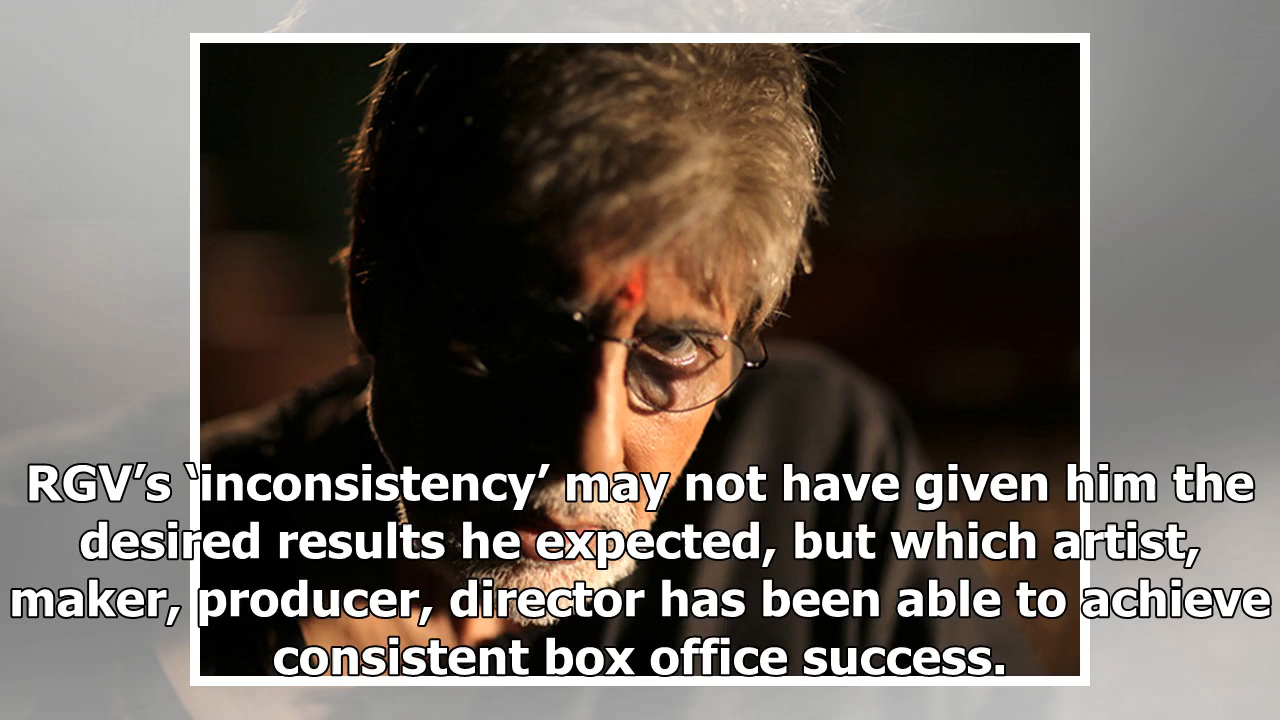 RGV’s ‘inconsistency’ may not have given him the
desired results he expected, but which artist,
maker, producer, director has been able to achieve
consistent box office success.